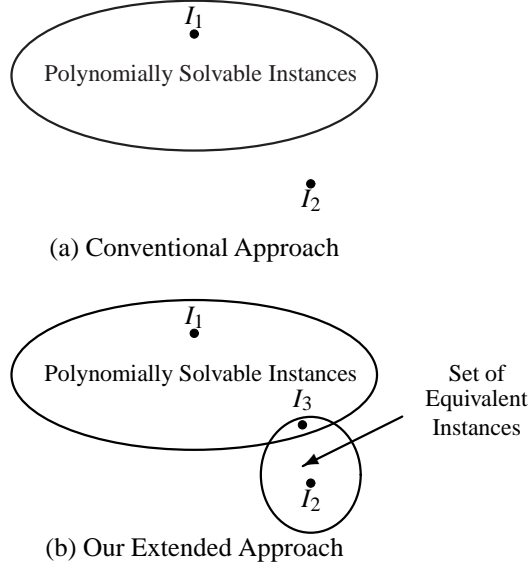 I1
Polynomially Solvable Instances
I2
(a) Conventional Approach
I1
Polynomially Solvable Instances
I3
Set of
Equivalent
Instances
I2
(b) Our Extended Approach